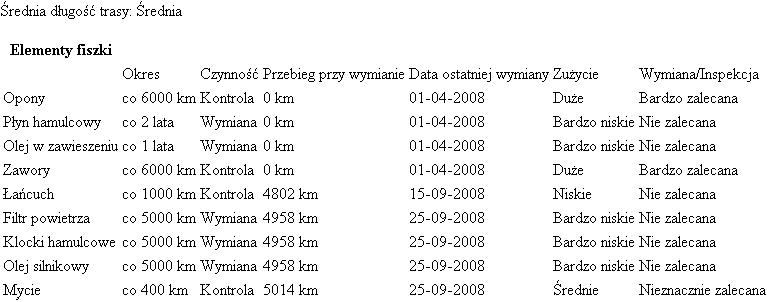 Średnia długość trasy: Średnia
Elementy fiszki
Okres Czynność Przebieg przy wymianie Data ostatniej wymiany Zużycie Wymiana/Inspekcja
Opony co 6000 km Kontrola 0 km 01-04-2008 Duże Bardzo zalecana
Płyn hamulcowy co 2 lata Wymiana 0 km 01-04-2008 Bardzo niskie Nie zalecana
Olej w zawieszeniu co 1 lata Wymiana 0 km 01-04-2008 Bardzo niskie Nie zalecana
Zawory co 6000 km Kontrola 0 km 01-04-2008 Duże Bardzo zalecana
Łańcuch co 1000 km Kontrola 4802 km 15-09-2008 Niskie Nie zalecana
Filtr powietrza co 5000 km Wymiana 4958 km 25-09-2008 Bardzo niskie Nie zalecana
Klocki hamulcowe co 5000 km Wymiana 4958 km 25-09-2008 Bardzo niskie Nie zalecana
Olej silnikowy co 5000 km Wymiana 4958 km 25-09-2008 Bardzo niskie Nie zalecana
Mycie co 400 km Kontrola 5014 km 25-09-2008 Średnie Nieznacznie zalecana